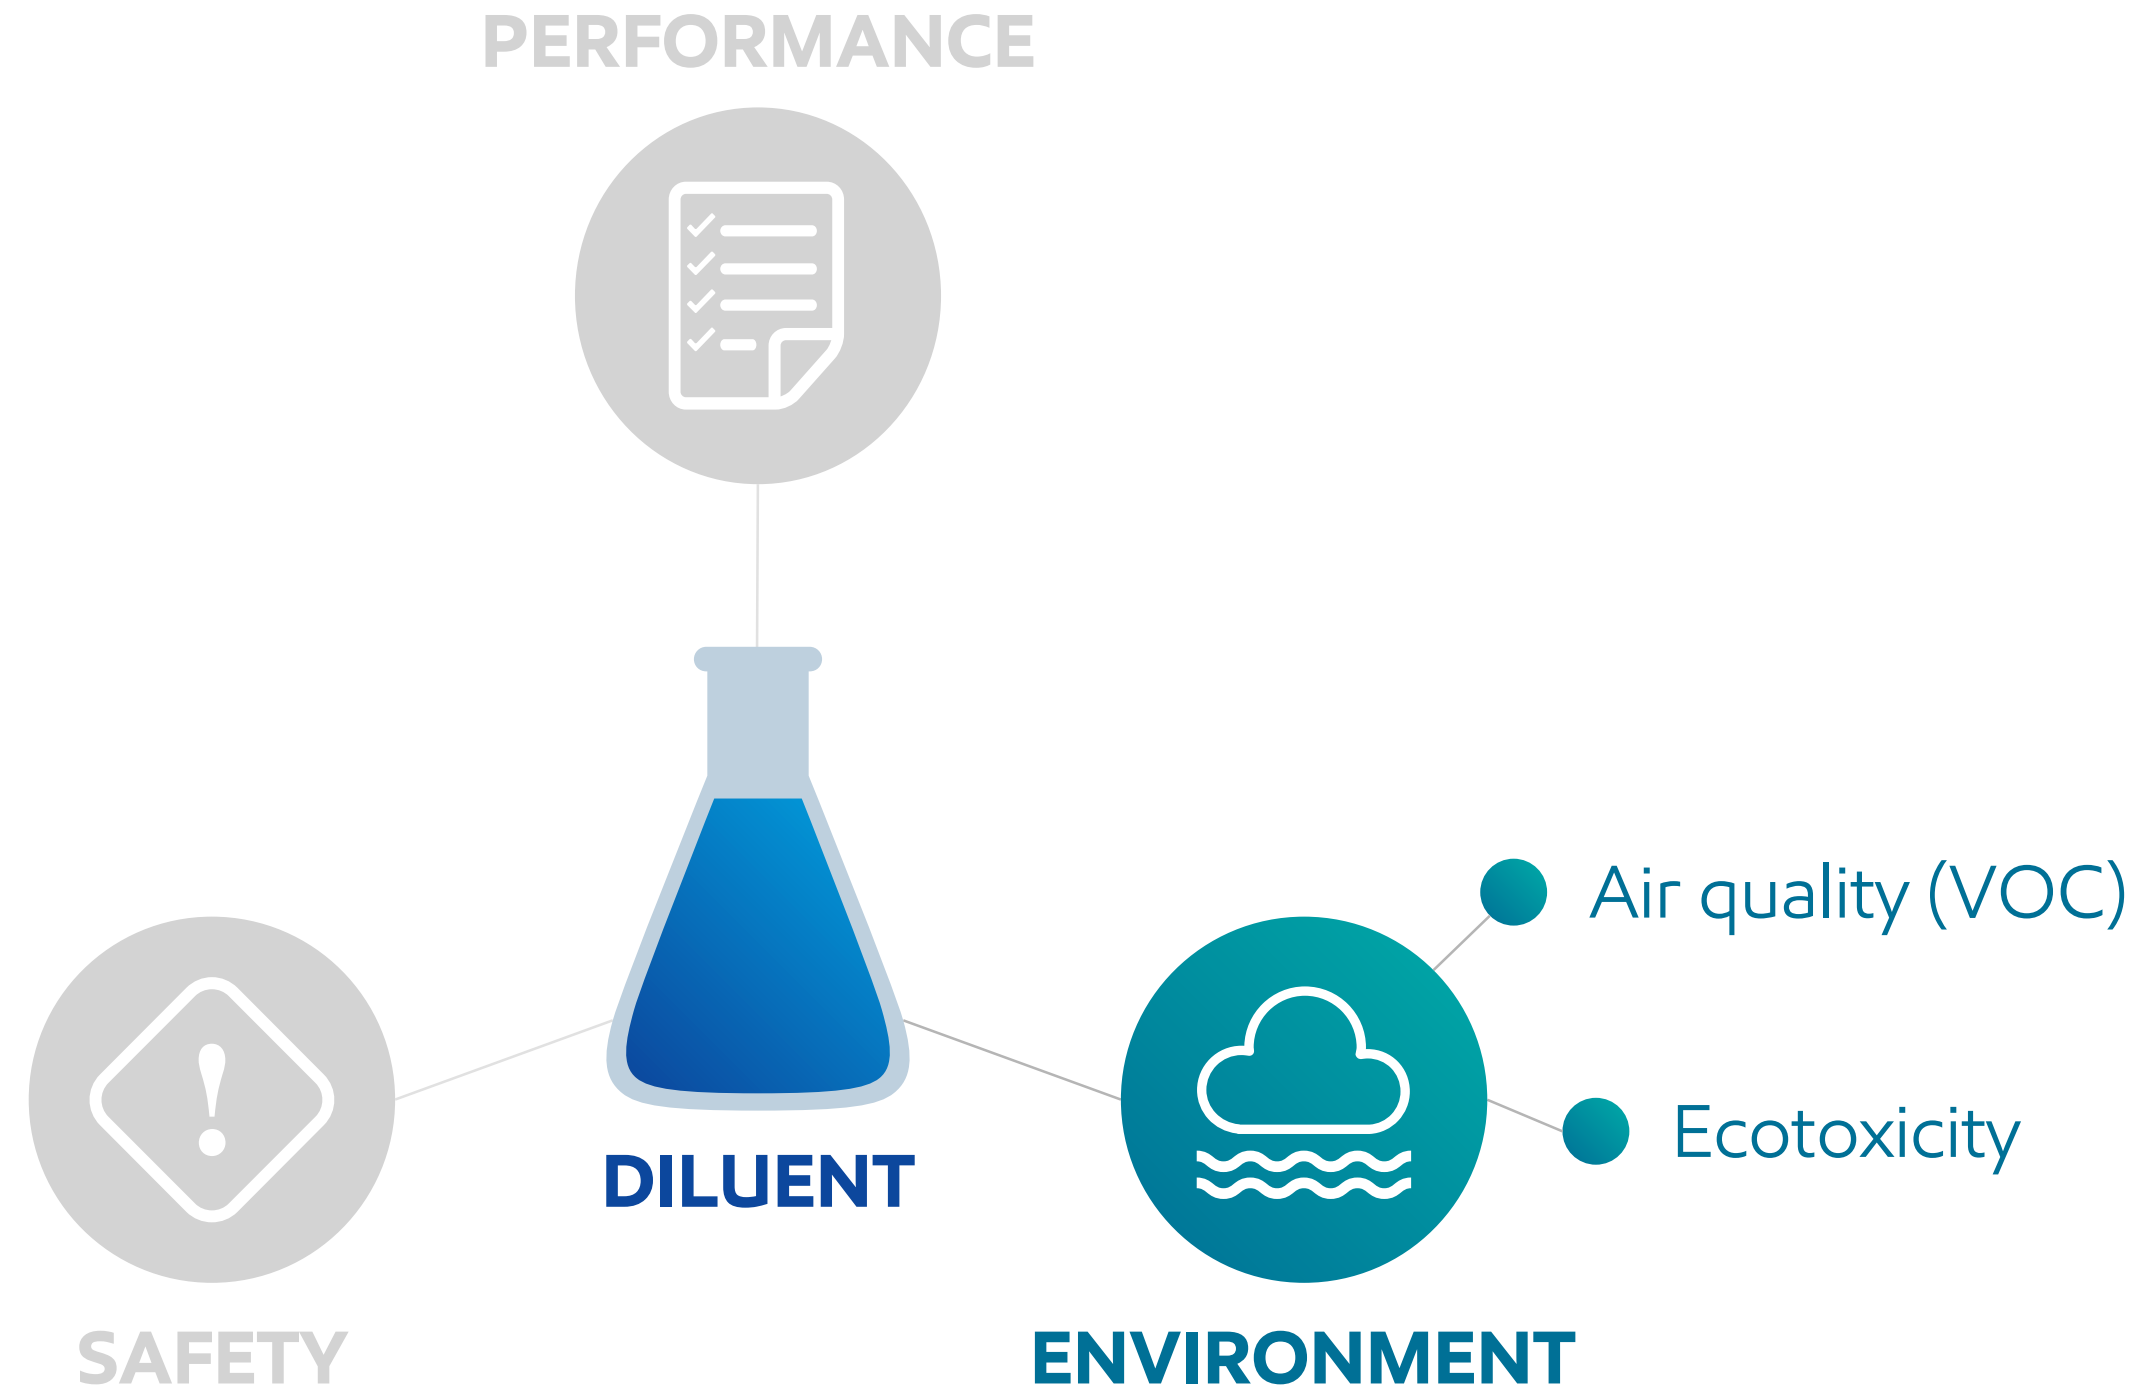 PERFORMANCE
Air quality (VOC)
Ecotoxicity
DILUENT
SAFETY
ENVIRONMENT